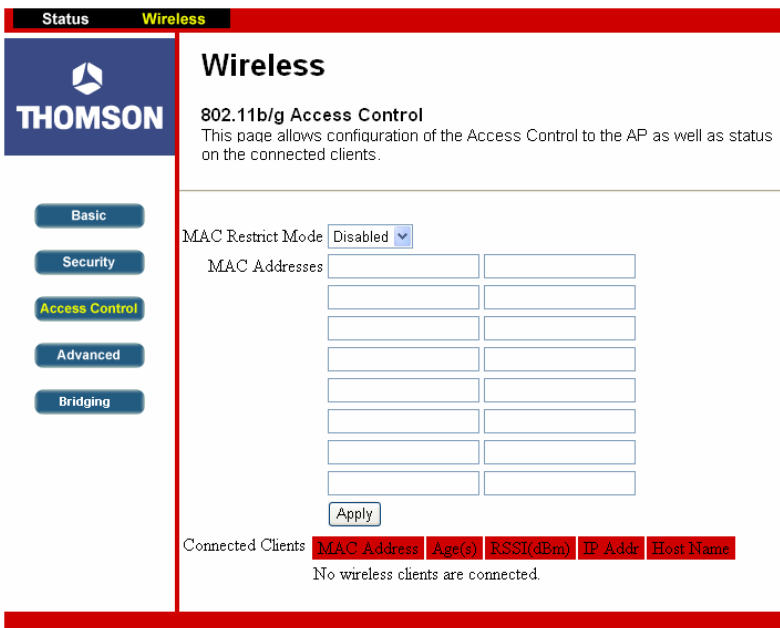 Status Wireless
THOMSON
Wireless
802.11b/g Access Control
This page allows configuration of the Access Control to the AP as well as status
on the connected clients.
Basic
Security
Access Control
Advanced
Bridging
MAC Restrict Mode Disabled
MAC Addresses
Apply
Connected Clients MAC Address Age(s) RSSI(dBm) IP Addr Host Name
No wireless clients are connected.